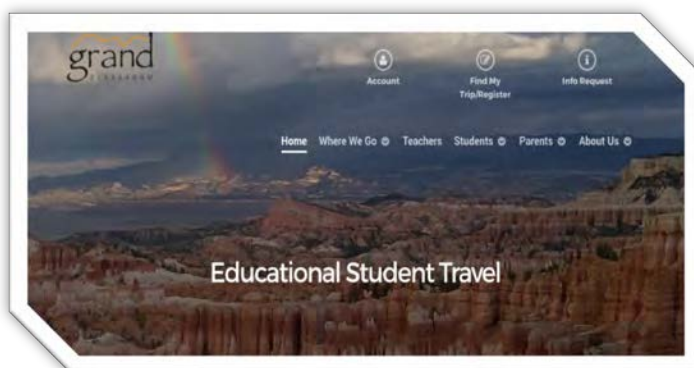 grand
CLASSROOM
Account
Find My
Trip/Register
Info Request
Home Where We Go Teachers Students Parents About Us
Educational Student Travel